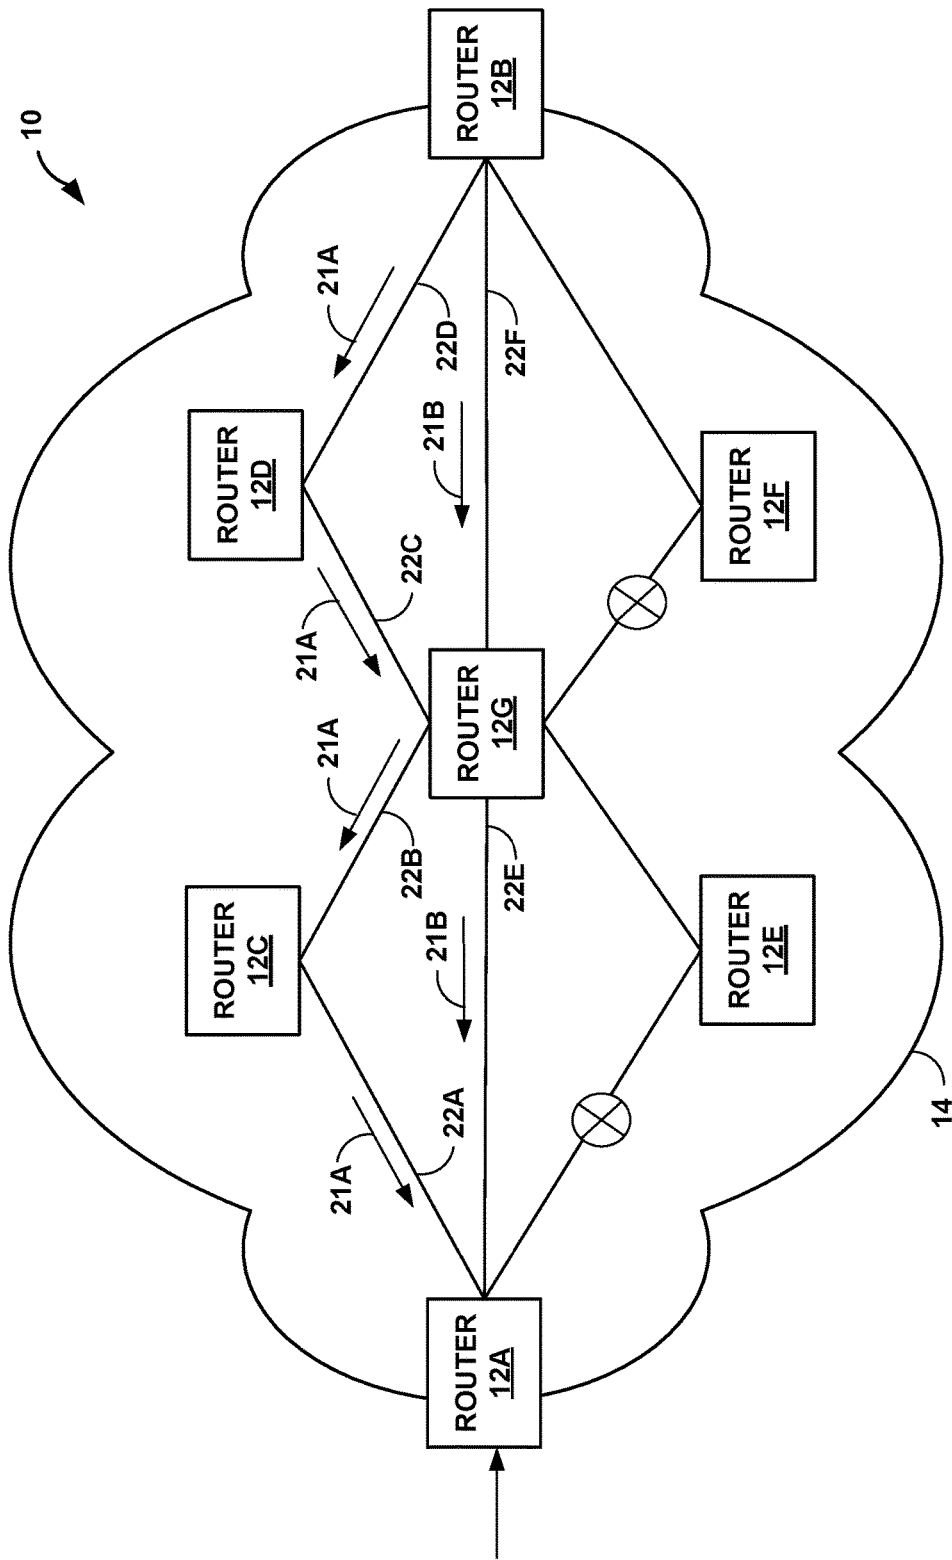 10
ROUTER
12C
ROUTER
12D
21A
21A
21A
21A
22A
22B
22C
22D
21B
21B
ROUTER
12A
ROUTER
12G
ROUTER
12B
22E
22F
ROUTER
12E
ROUTER
12F
14